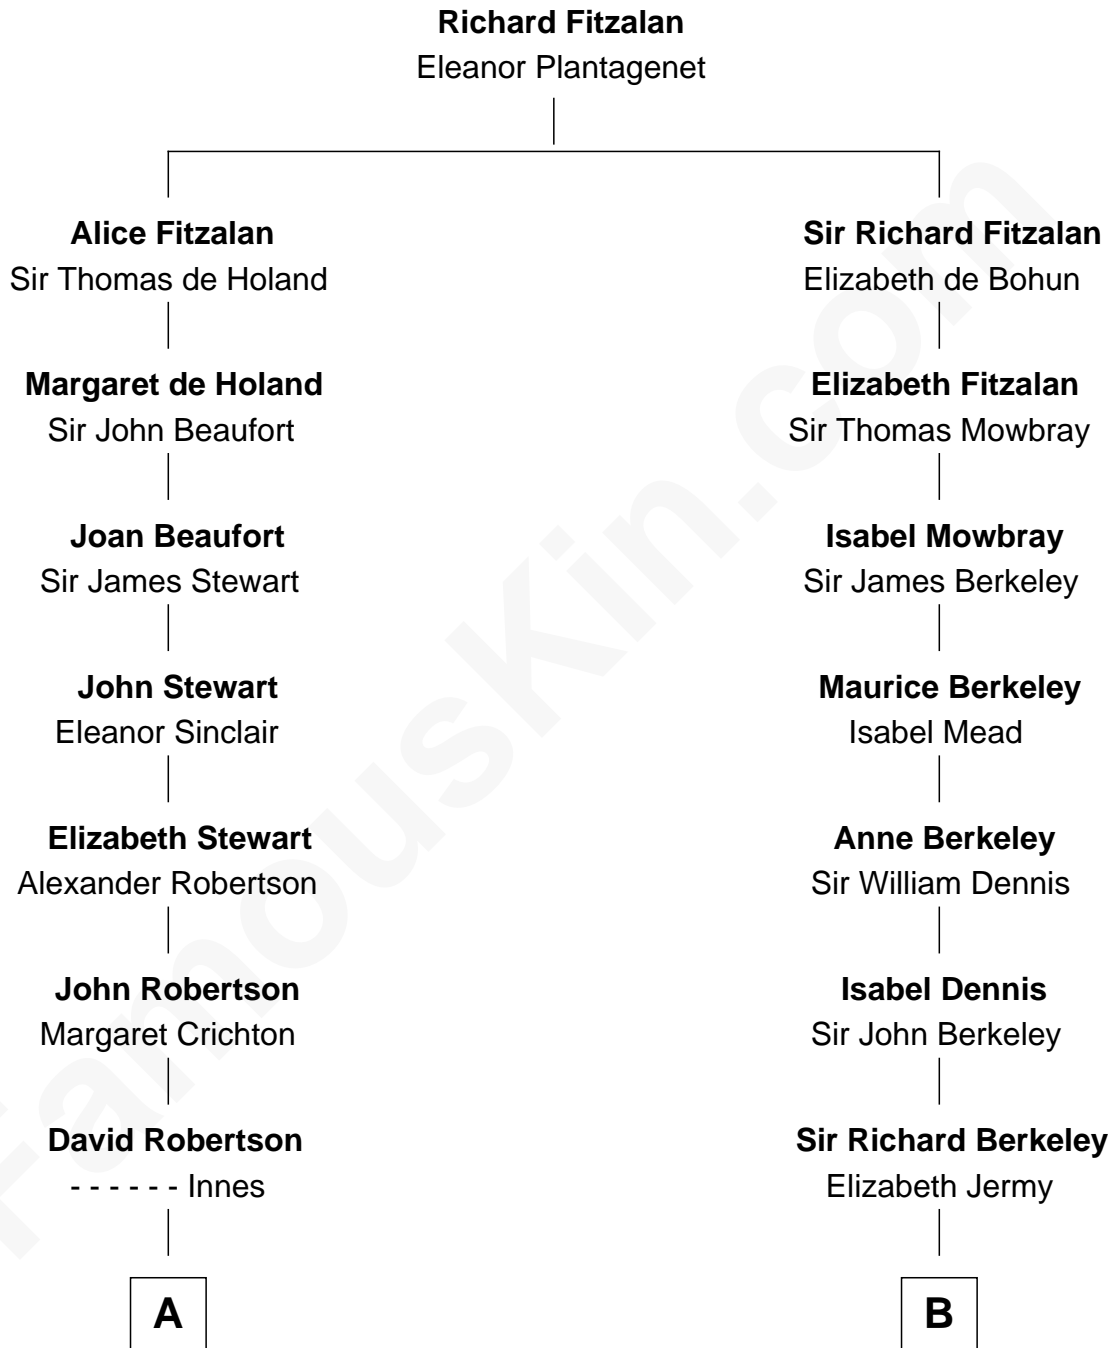 Richard Fitzalan
Eleanor Plantagenet
Alice Fitzalan
Sir Thomas de Holand
Sir Richard Fitzalan
Elizabeth de Bohun
Margaret de Holand
Sir John Beaufort
Elizabeth Fitzalan
Sir Thomas Mowbray
Joan Beaufort
Sir James Stewart
Isabel Mowbray
Sir James Berkeley
John Stewart
Eleanor Sinclair
Maurice Berkeley
Isabel Mead
Elizabeth Stewart
Alexander Robertson
Anne Berkeley
Sir William Dennis
John Robertson
Margaret Crichton
Isabel Dennis
Sir John Berkeley
David Robertson
- - - - - - Innes
Sir Richard Berkeley
Elizabeth Jermy
A
B
FamousKin.com